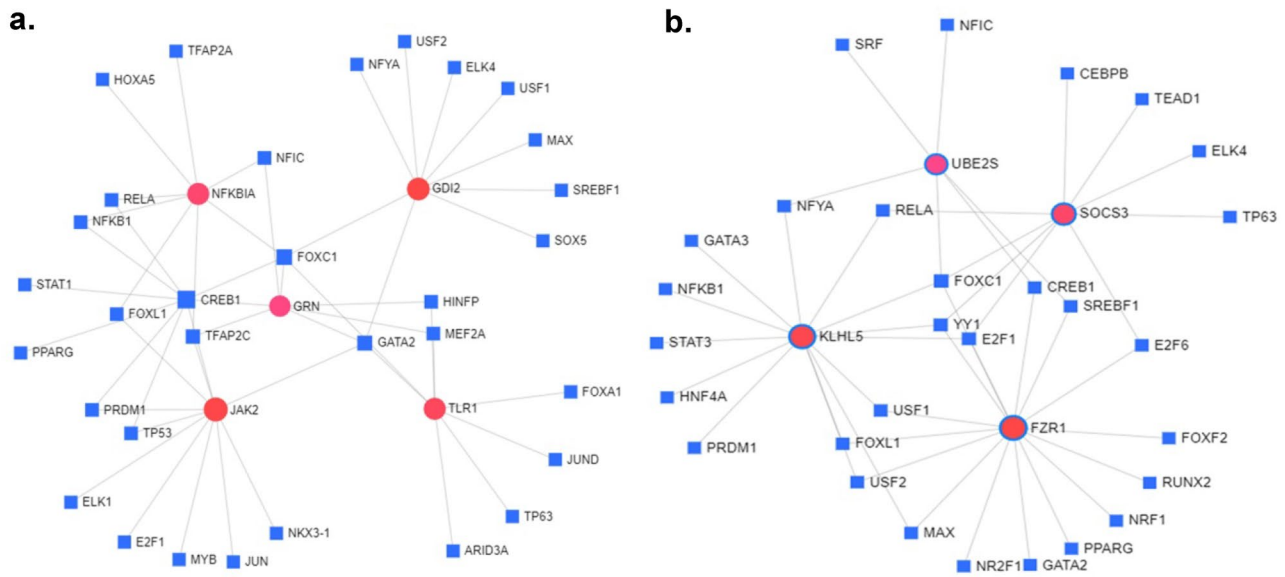 a.
TFAP2A
HOXA5
USF2
NFYA
ELK4
USF1
MAX
NFIC
NFKBIA
GDI2
SREBF1
RELA
NFKB1
SOX5
FOXC1
STAT1
CREB1
GRN
HINFP
FOXL1
TFAP2C
MEF2A
GATA2
PPARG
FOXA1
PRDM1
JAK2
TLR1
TP53
JUND
ELK1
TP63
NKX3-1
E2F1
MYB
JUN
ARID3A
b.
NFIC
SRF
CEBPB
TEAD1
ELK4
UBE2S
NFYA
RELA
SOCS3
TP63
GATA3
FOXC1
NFKB1
CREB1
SREBF1
YY1
KLHL5
E2F1
STAT3
E2F6
HNF4A
USF1
FZR1
PRDM1
FOXL1
FOXF2
USF2
RUNX2
NRF1
MAX
PPARG
NR2F1
GATA2